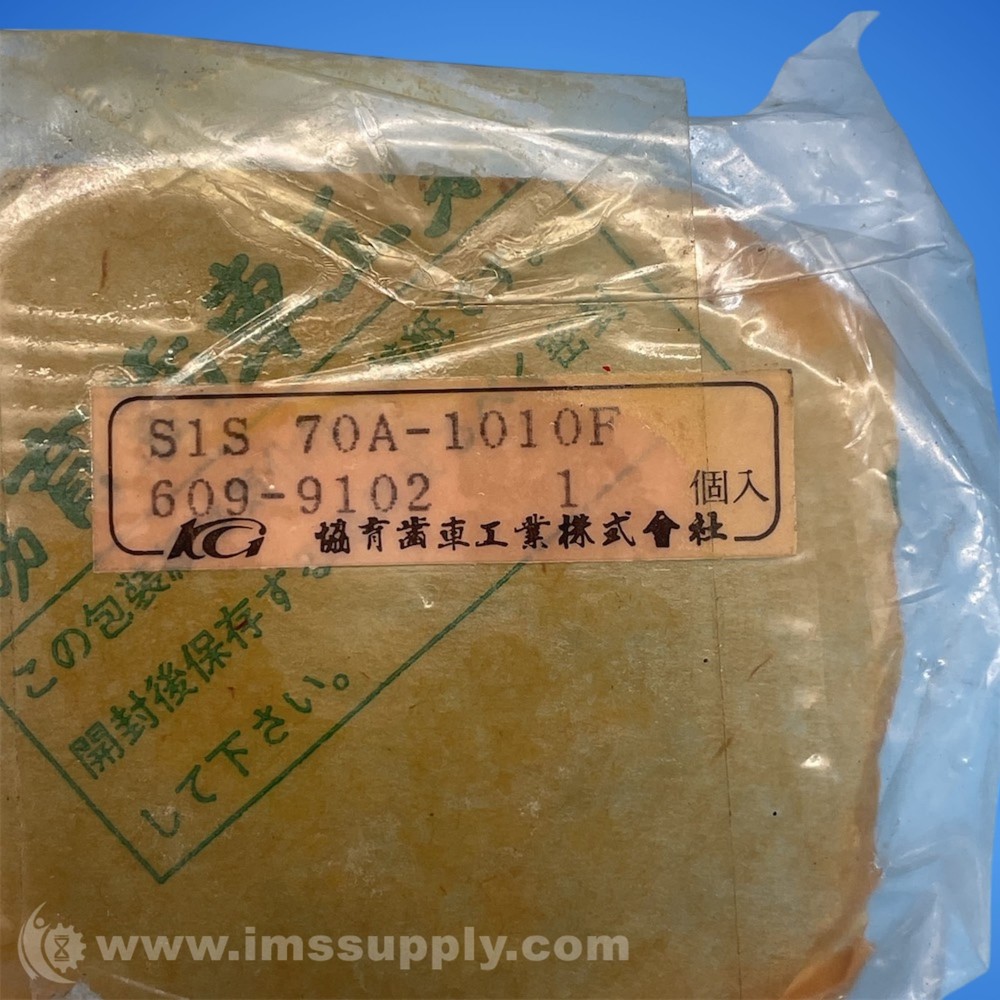 S1S 70A-1010F
609-9102 1 個入
KG 協育歯車工業株式會社
この包装
開封後保存する
して下さい。
www.imssupply.com